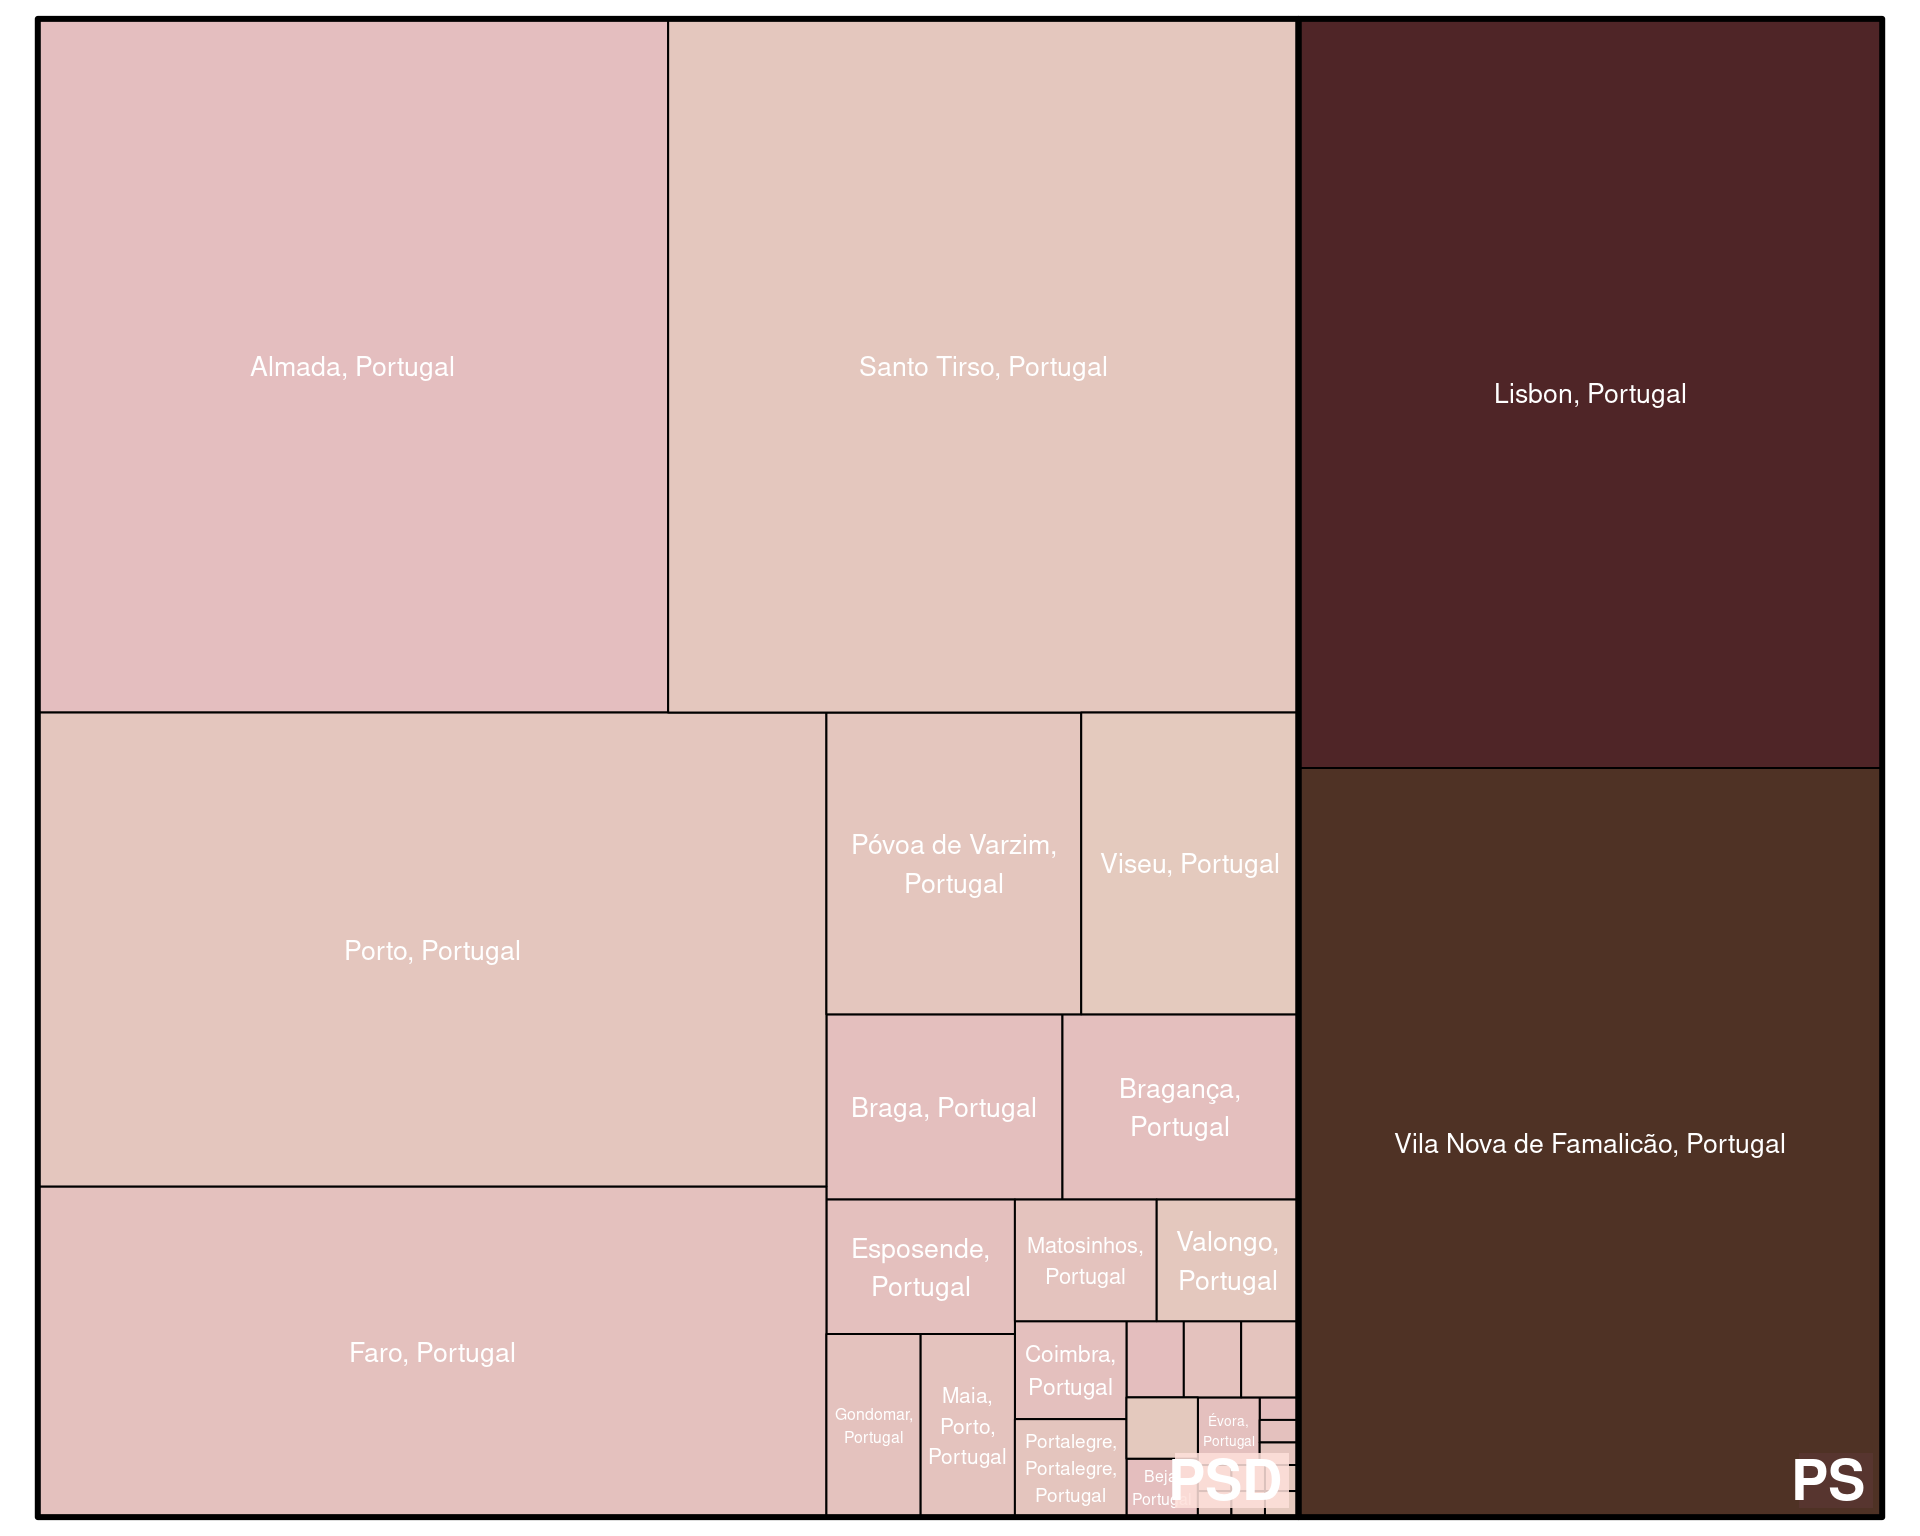 Almada, Portugal
Santo Tirso, Portugal
Lisbon, Portugal
Porto, Portugal
Póvoa de Varzim,
Portugal
Viseu, Portugal
Braga, Portugal
Bragança,
Portugal
Vila Nova de Famalicão, Portugal
Faro, Portugal
Esposende,
Portugal
Matosinhos,
Portugal
Valongo,
Portugal
Gondomar,
Portugal
Maia,
Porto,
Portugal
Coimbra,
Portugal
Portalegre,
Portalegre,
Portugal
Évora,
Portugal
Beja,
Portugal
PSD
PS